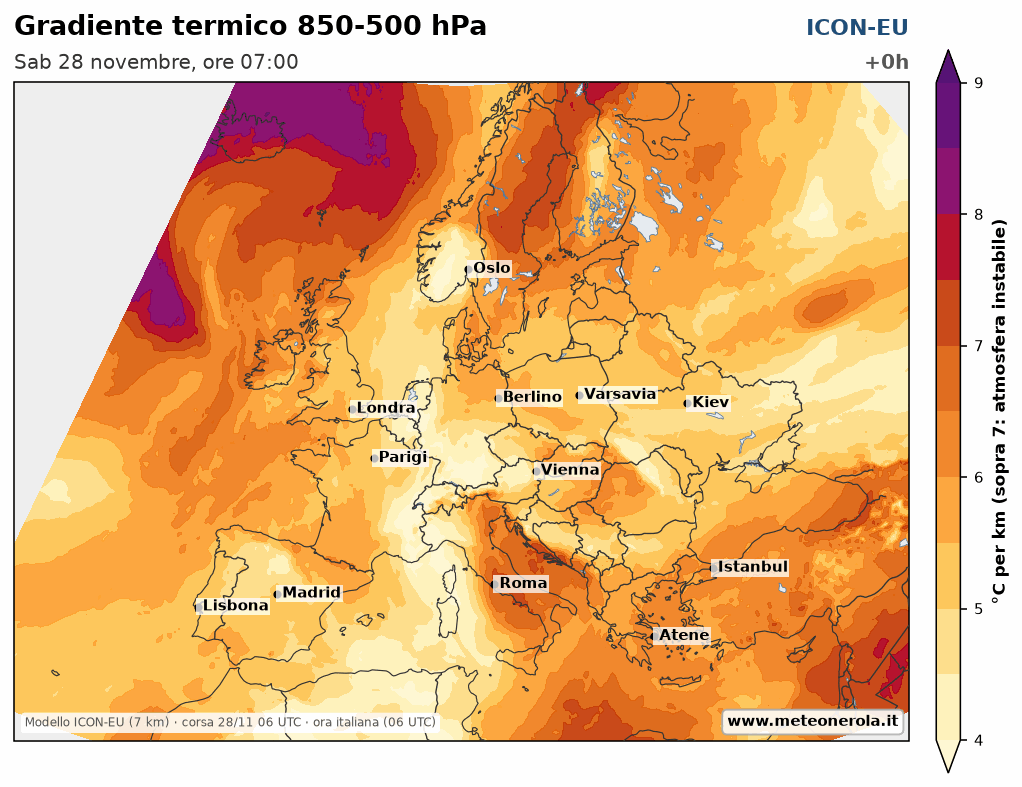 Gradiente termico 850-500 hPa
ICON-EU
Sab 28 novembre, ore 07:00
+0h
Oslo
Berlino
Varsavia
Kiev
Londra
Parigi
Vienna
Istanbul
Roma
Madrid
Lisbona
Atene
Modello ICON-EU (7 km) · corsa 28/11 06 UTC · ora italiana (06 UTC)
www.meteonerola.it
9
8
7
6
5
4
°C per km (sopra 7: atmosfera instabile)